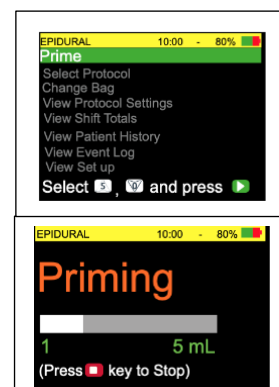 EPIDURAL 10:00 - 80%
Prime
Select Protocol
Change Bag
View Protocol Settings
View Shift Totals
View Patient History
View Event Log
View Set up
Select S , and press
EPIDURAL 10:00 - 80%
Priming
1 5 mL
(Press key to Stop)